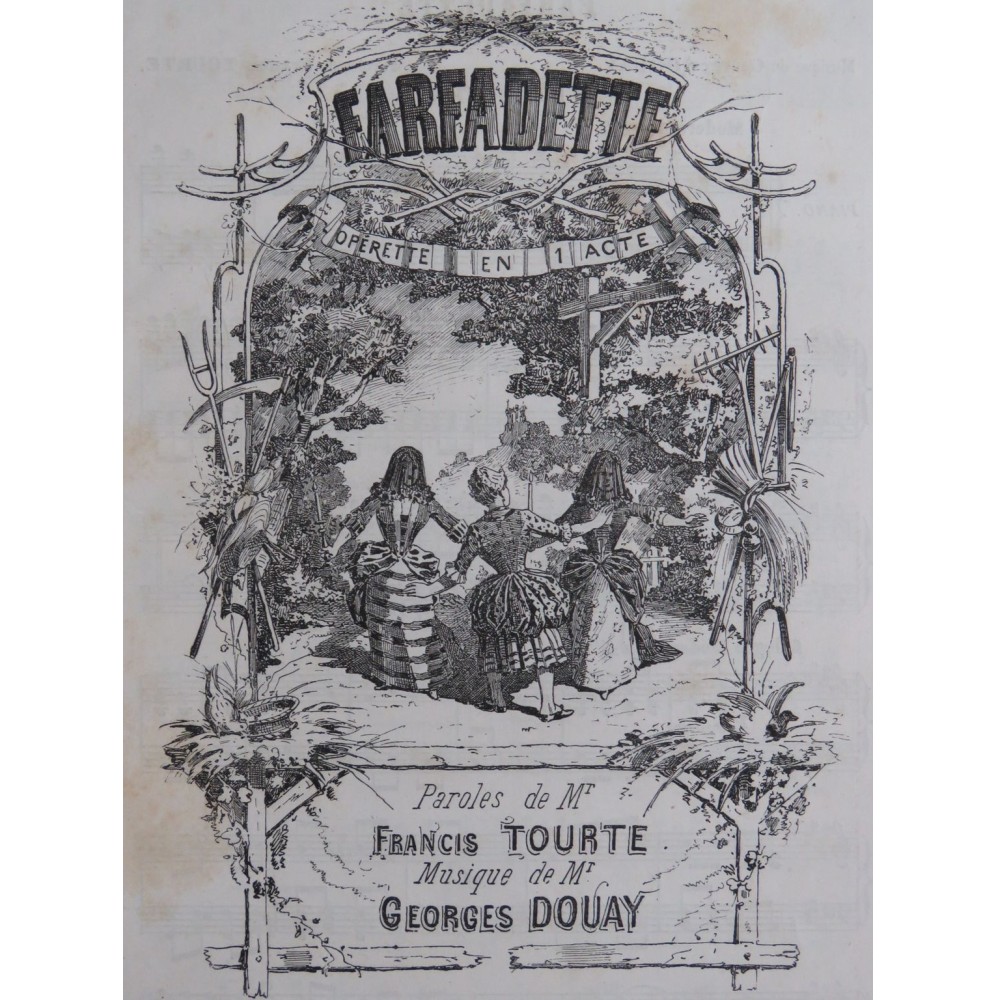 FARFADETTE
OPÉRETTE EN 1 ACTE
Paroles de Mr
FRANCIS TOURTE.
Musique de Mr
GEORGES DOUAY